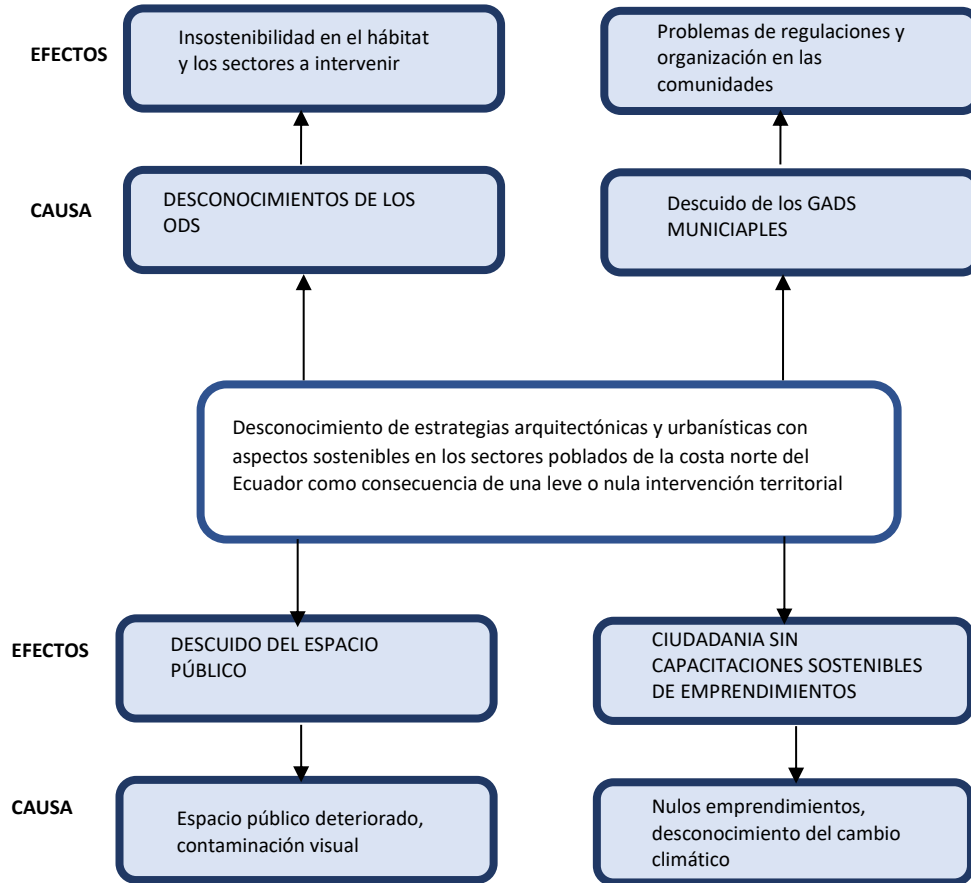 EFECTOS
Insostenibilidad en el hábitat
y los sectores a intervenir
Problemas de regulaciones y
organización en las
comunidades
CAUSA
DESCONOCIMIENTOS DE LOS
ODS
Descuido de los GADS
MUNICIAPLES
Desconocimiento de estrategias arquitectónicas y urbanísticas con
aspectos sostenibles en los sectores poblados de la costa norte del
Ecuador como consecuencia de una leve o nula intervención territorial
EFECTOS
DESCUIDO DEL ESPACIO
PÚBLICO
CIUDADANIA SIN
CAPACITACIONES SOSTENIBLES
DE EMPRENDIMIENTOS
CAUSA
Espacio público deteriorado,
contaminación visual
Nulos emprendimientos,
desconocimiento del cambio
climático